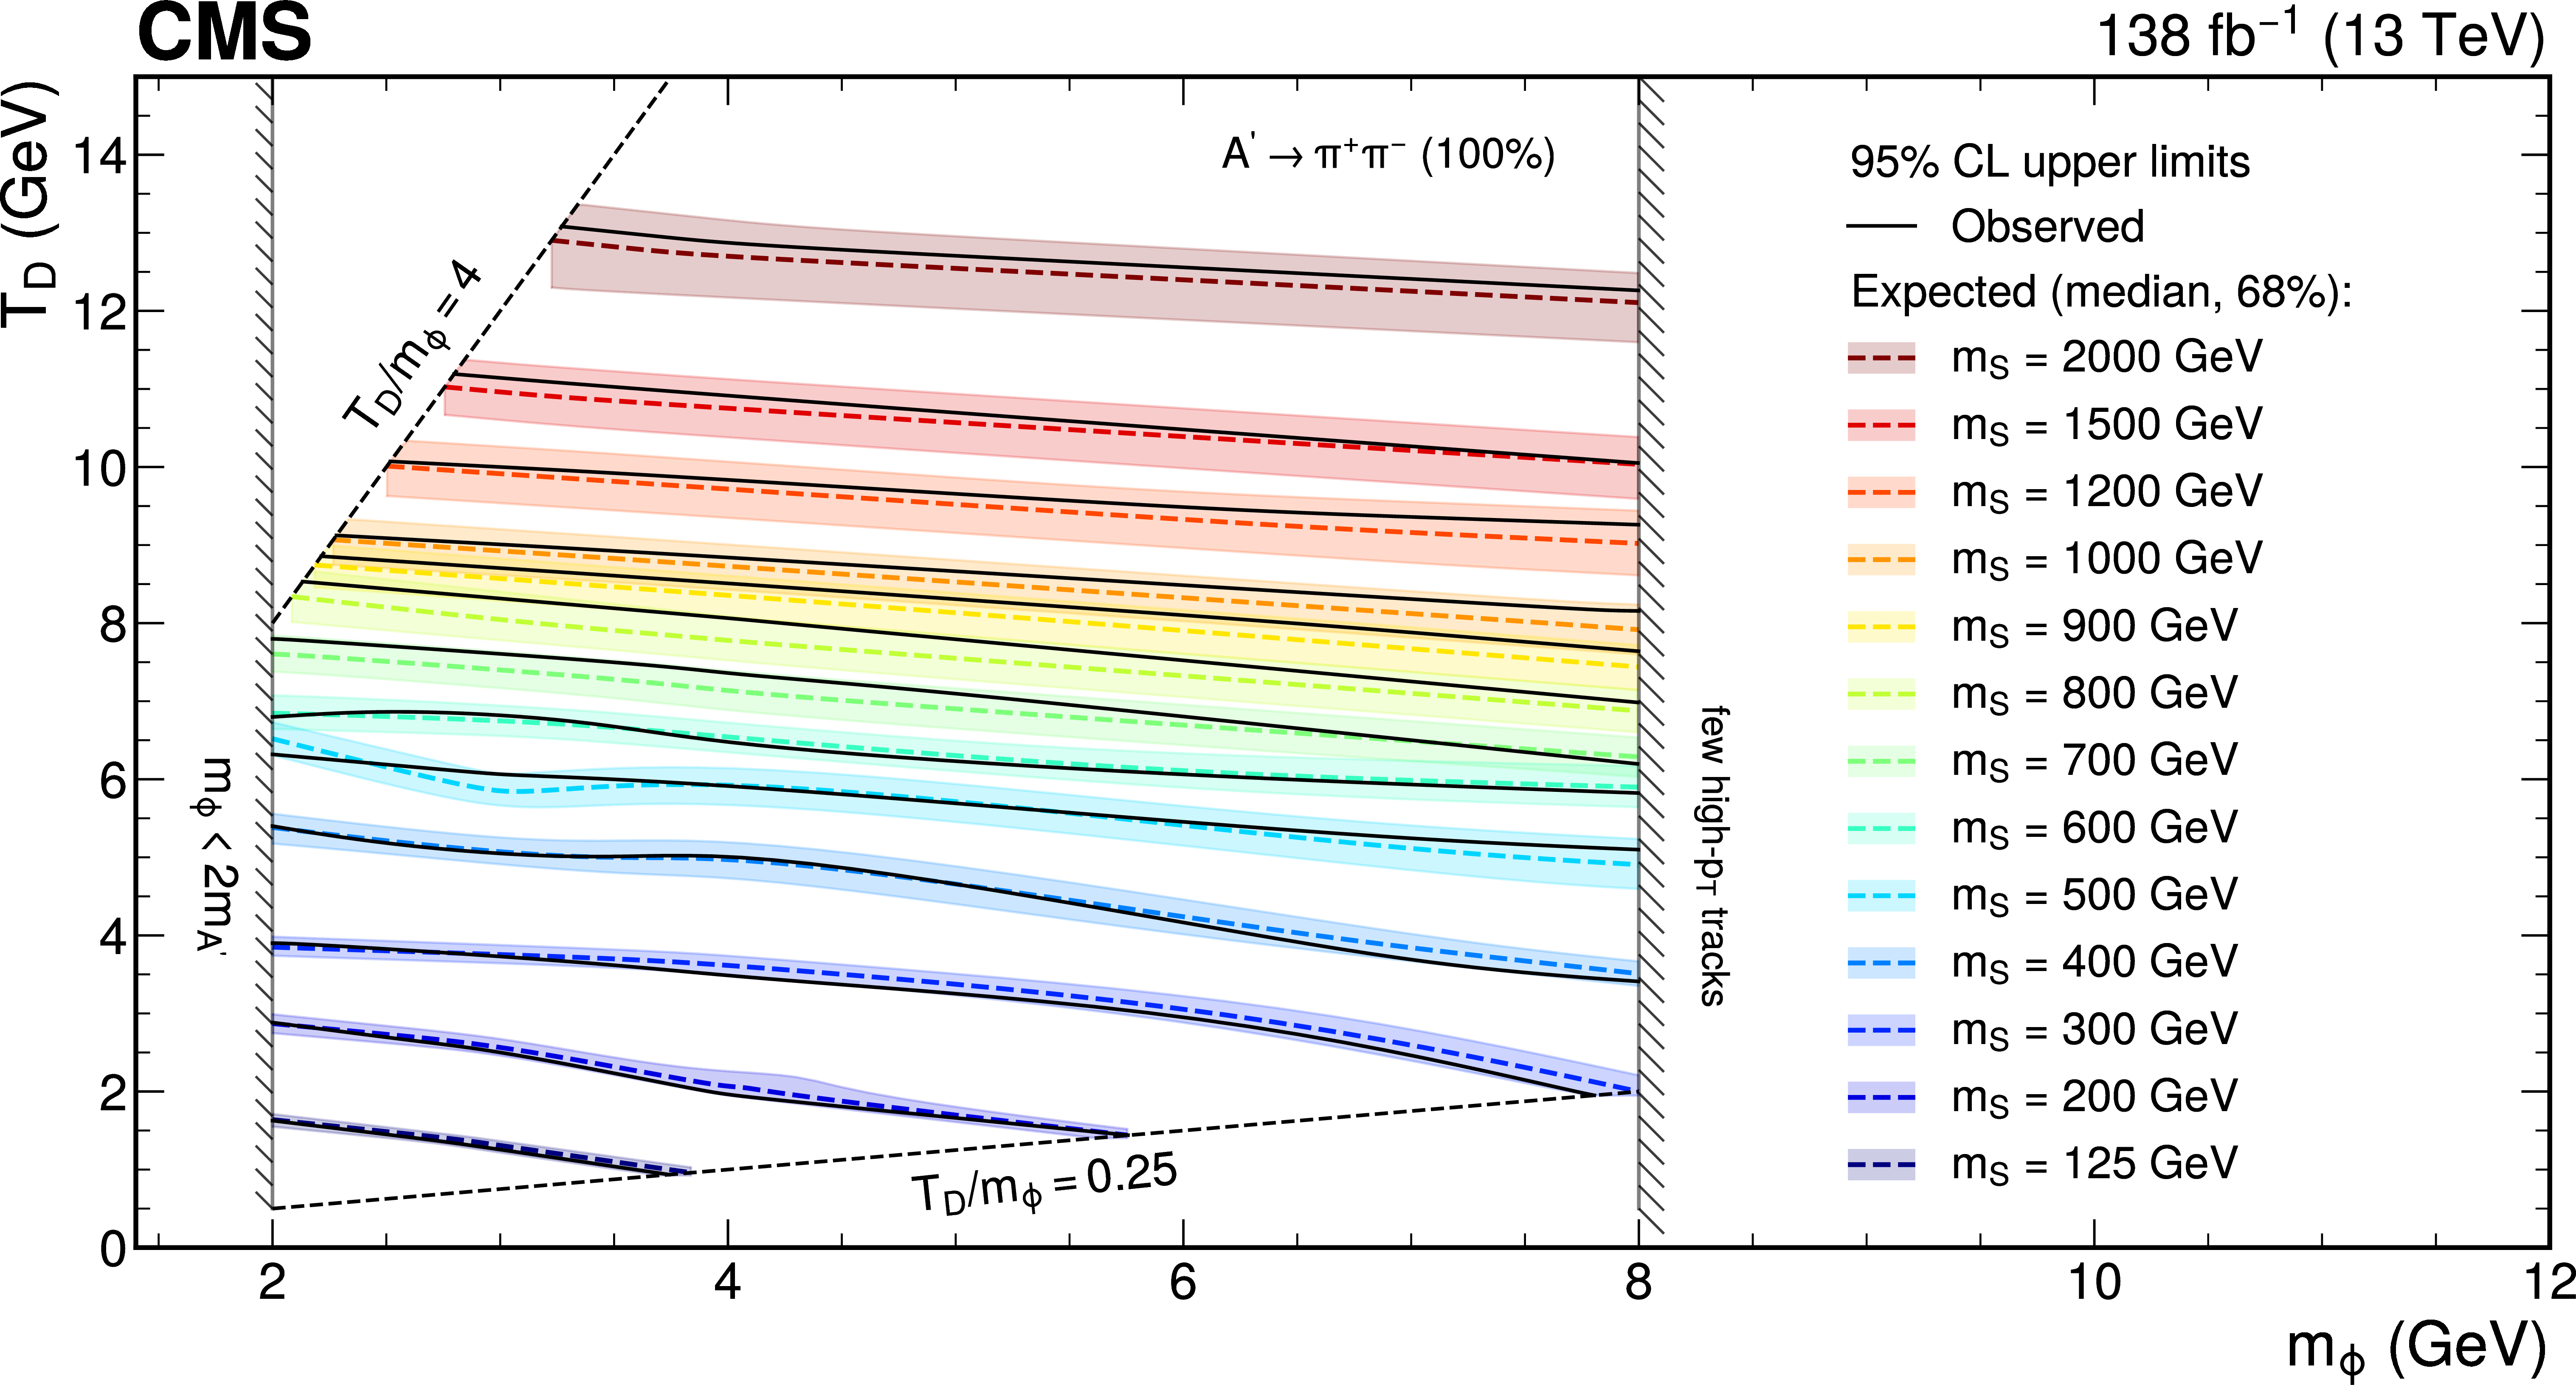 CMS
138 fb⁻¹ (13 TeV)
T_D (GeV)
14
12
10
8
6
4
2
0
2
4
6
8
10
12
m_ϕ (GeV)
A' → π⁺π⁻ (100%)
T_D/m_ϕ = 4
m_ϕ < 2m_A'
T_D/m_ϕ = 0.25
few high-p_T tracks
95% CL upper limits
Observed
Expected (median, 68%):
m_S = 2000 GeV
m_S = 1500 GeV
m_S = 1200 GeV
m_S = 1000 GeV
m_S = 900 GeV
m_S = 800 GeV
m_S = 700 GeV
m_S = 600 GeV
m_S = 500 GeV
m_S = 400 GeV
m_S = 300 GeV
m_S = 200 GeV
m_S = 125 GeV